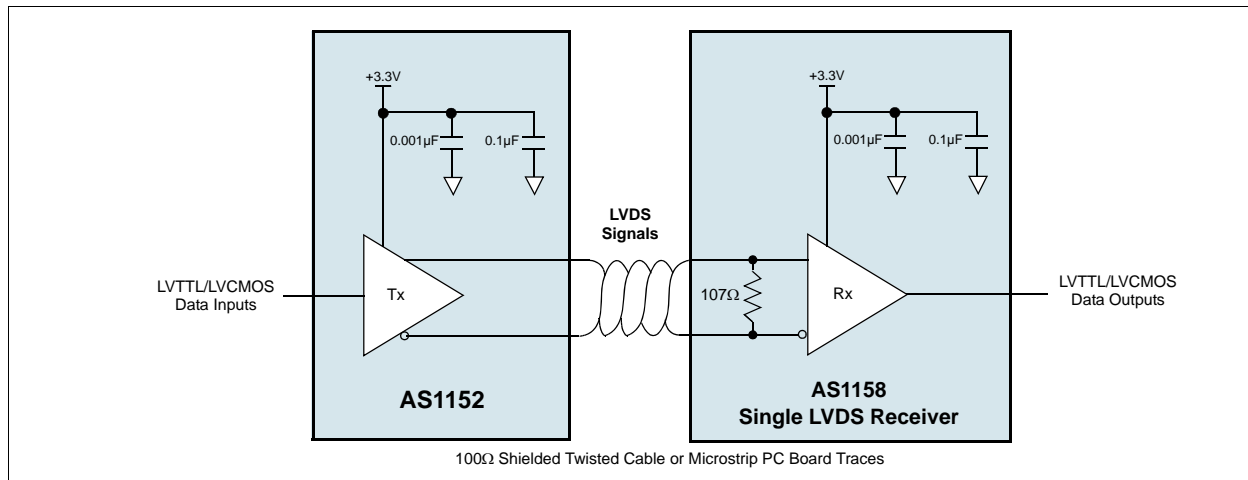 +3.3V
0.001µF
0.1µF
+3.3V
0.001µF
0.1µF
LVDS
Signals
LVTTL/LVCMOS
Data Inputs
Tx
107Ω
Rx
LVTTL/LVCMOS
Data Outputs
AS1152
AS1158
Single LVDS Receiver
100Ω Shielded Twisted Cable or Microstrip PC Board Traces